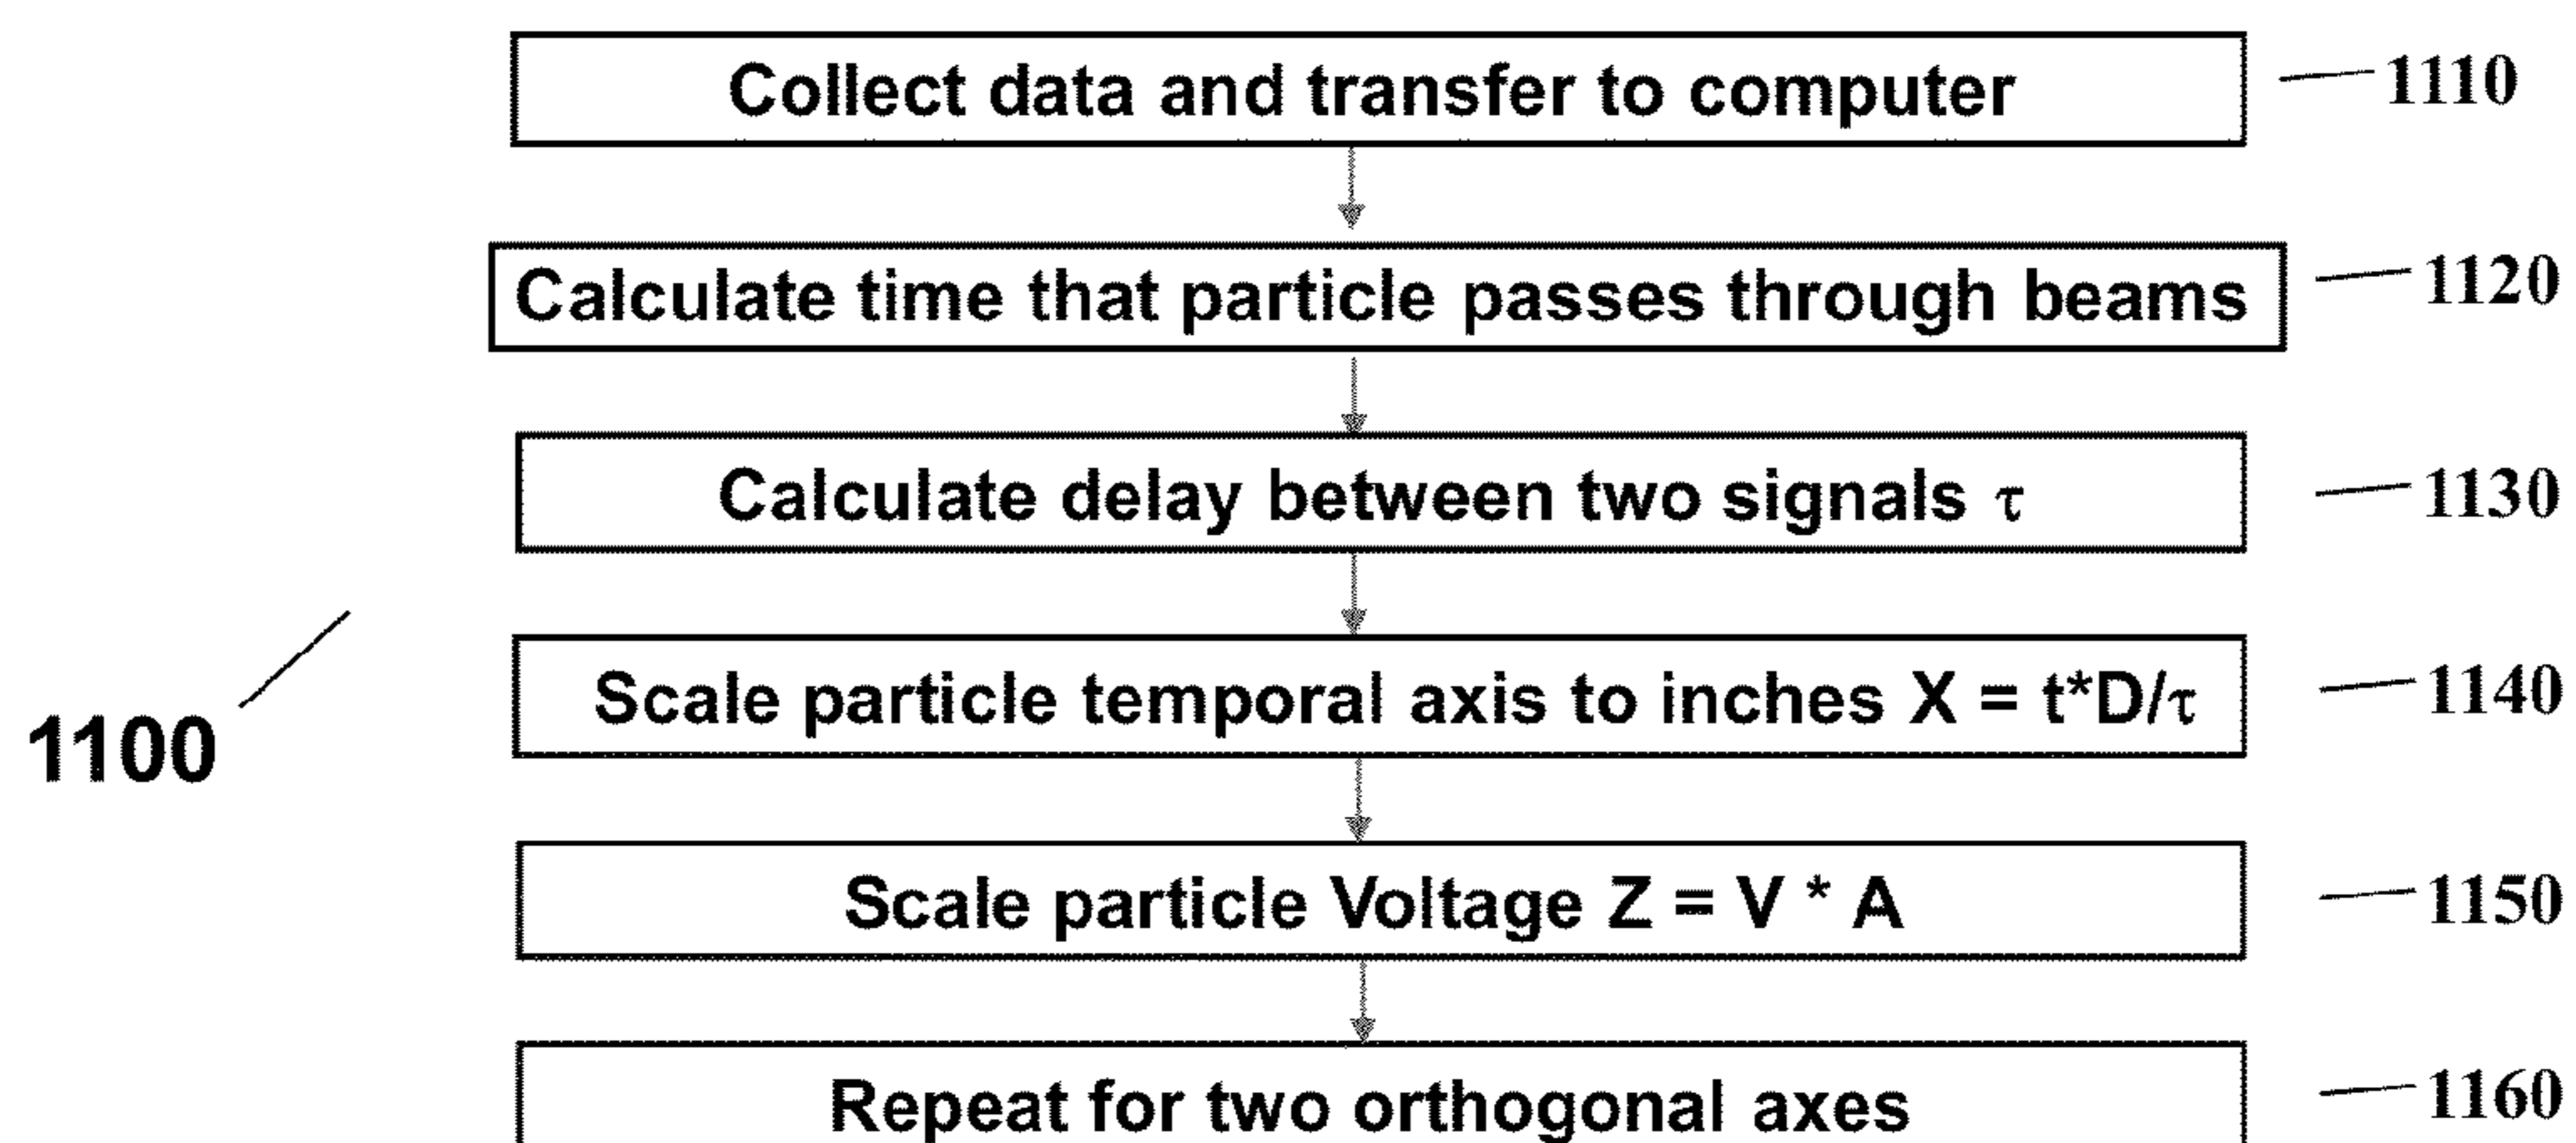 Collect data and transfer to computer
1110
Calculate time that particle passes through beams
1120
Calculate delay between two signals τ
1130
Scale particle temporal axis to inches X = t*D/τ
1140
1100
Scale particle Voltage Z = V * A
1150
Repeat for two orthogonal axes
1160